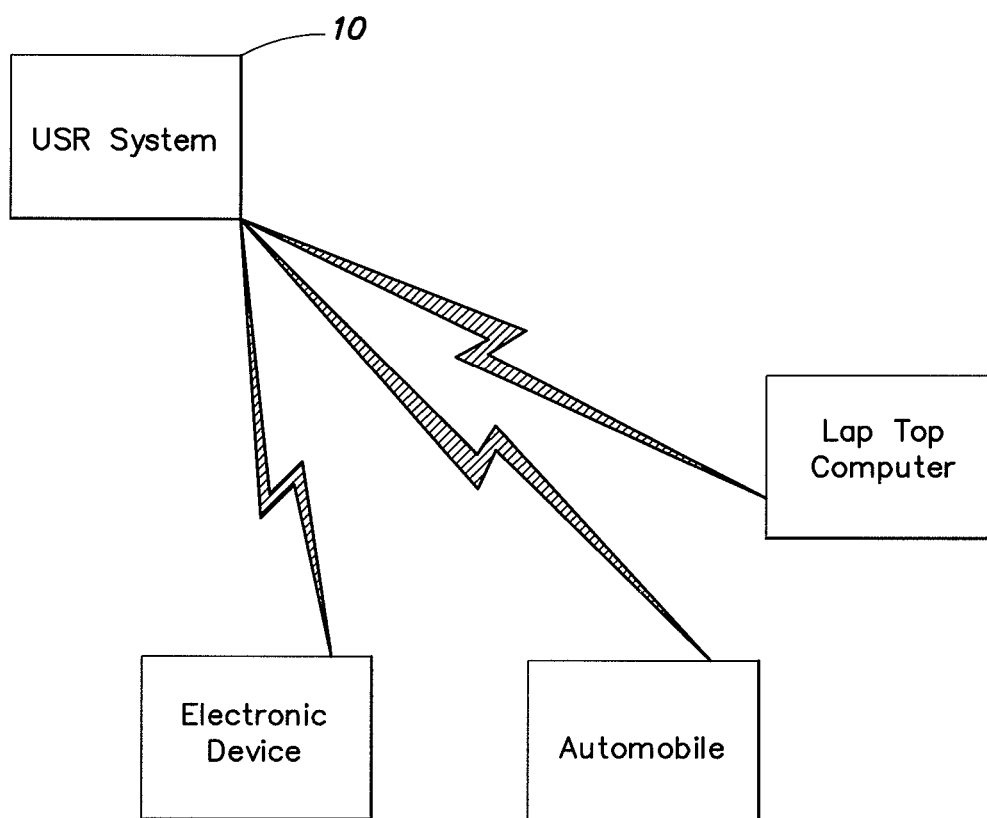 10
USR System
Lap Top
Computer
Electronic
Device
Automobile